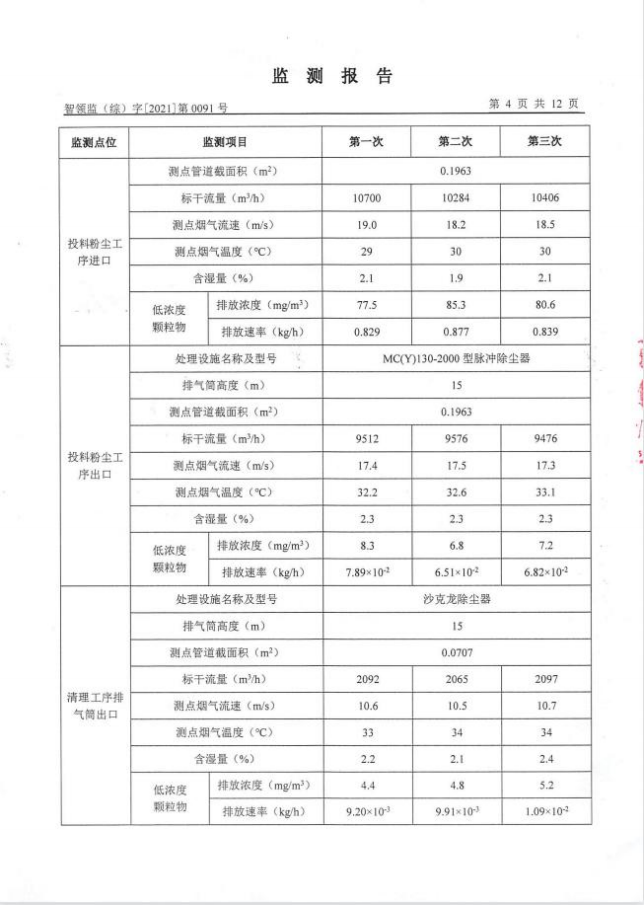 监 测 报 告
智领监（综）字[2021]第 0091 号
第 4 页 共 12 页
监测点位 监测项目 第一次 第二次 第三次
投料粉尘工序进口
测点管道截面积（m²） 0.1963
标干流量（m³/h） 10700 10284 10406
测点烟气流速（m/s） 19.0 18.2 18.5
测点烟气温度（℃） 29 30 30
含湿量（%） 2.1 1.9 2.1
低浓度颗粒物
排放浓度（mg/m³） 77.5 85.3 80.6
排放速率（kg/h） 0.829 0.877 0.839
投料粉尘工序出口
处理设施名称及型号 MC(Y)130-2000 型脉冲除尘器
排气筒高度（m） 15
测点管道截面积（m²） 0.1963
标干流量（m³/h） 9512 9576 9476
测点烟气流速（m/s） 17.4 17.5 17.3
测点烟气温度（℃） 32.2 32.6 33.1
含湿量（%） 2.3 2.3 2.3
低浓度颗粒物
排放浓度（mg/m³） 8.3 6.8 7.2
排放速率（kg/h） 7.89×10⁻² 6.51×10⁻² 6.82×10⁻²
清理工序排气筒出口
处理设施名称及型号 沙克龙除尘器
排气筒高度（m） 15
测点管道截面积（m²） 0.0707
标干流量（m³/h） 2092 2065 2097
测点烟气流速（m/s） 10.6 10.5 10.7
测点烟气温度（℃） 33 34 34
含湿量（%） 2.2 2.1 2.4
低浓度颗粒物
排放浓度（mg/m³） 4.4 4.8 5.2
排放速率（kg/h） 9.20×10⁻³ 9.91×10⁻³ 1.09×10⁻²